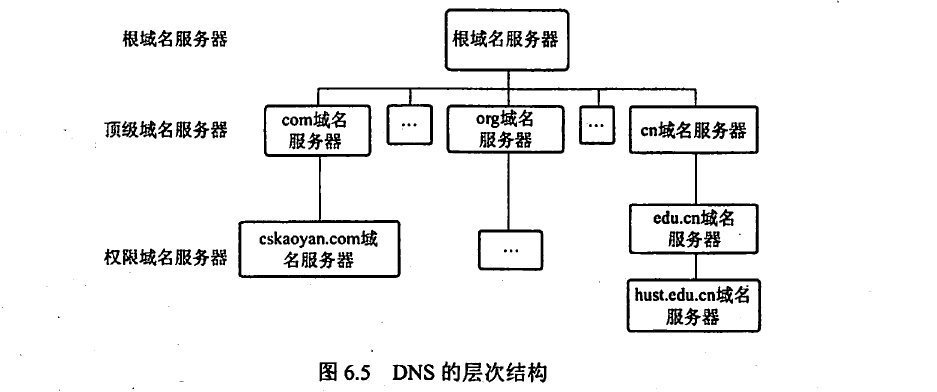 根域名服务器
根域名服务器
顶级域名服务器
com域名
服务器
...
org域名
服务器
...
cn域名服务器
权限域名服务器
cskaoyan.com域
名服务器
...
edu.cn域名
服务器
hust.edu.cn域名
服务器
图 6.5 DNS 的层次结构